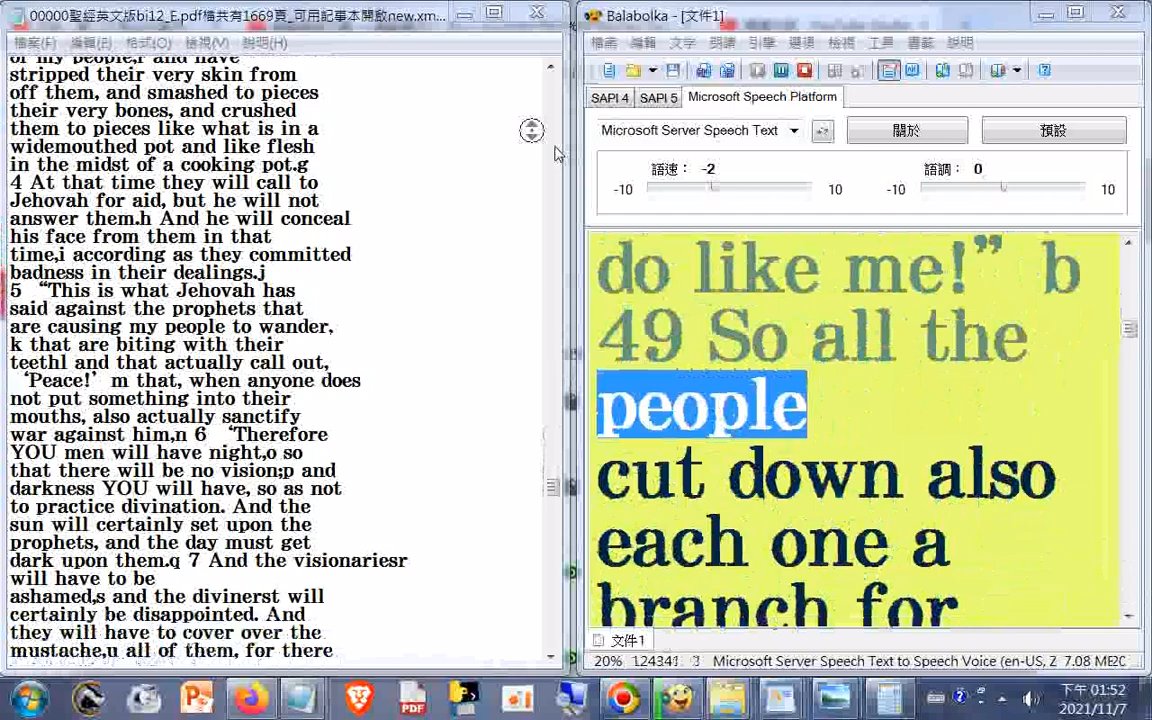 00000聖經英文版bi12_E.pdf檔共有1669頁_可用記事本開啟new.xm...
檔案(F) 編輯(E) 格式(O) 檢視(V) 說明(H)
of my people,r and have
stripped their very skin from
off them, and smashed to pieces
their very bones, and crushed
them to pieces like what is in a
widemouthed pot and like flesh
in the midst of a cooking pot.g
4 At that time they will call to
Jehovah for aid, but he will not
answer them.h And he will conceal
his face from them in that
time,i according as they committed
badness in their dealings.j
5 “This is what Jehovah has
said against the prophets that
are causing my people to wander,
k that are biting with their
teethl and that actually call out,
‘Peace!’ m that, when anyone does
not put something into their
mouths, also actually sanctify
war against him,n 6 ‘Therefore
YOU men will have night,o so
that there will be no vision;p and
darkness YOU will have, so as not
to practice divination. And the
sun will certainly set upon the
prophets, and the day must get
dark upon them.q 7 And the visionariesr
will have to be
ashamed,s and the divinerst will
certainly be disappointed. And
they will have to cover over the
mustache,u all of them, for there
Balabolka - [文件1]
檔案 編輯 文字 朗讀 引擎 選項 檢視 工具 書籤 說明
SAPI 4 SAPI 5 Microsoft Speech Platform
Microsoft Server Speech Text 關於 預設
語速： -2 語調： 0
-10 10 -10 10
do like me!” b
49 So all the
people
cut down also
each one a
branch for
文件1
20% Microsoft Server Speech Text to Speech Voice (en-US, Z
PDF
下午 01:52
2021/11/7